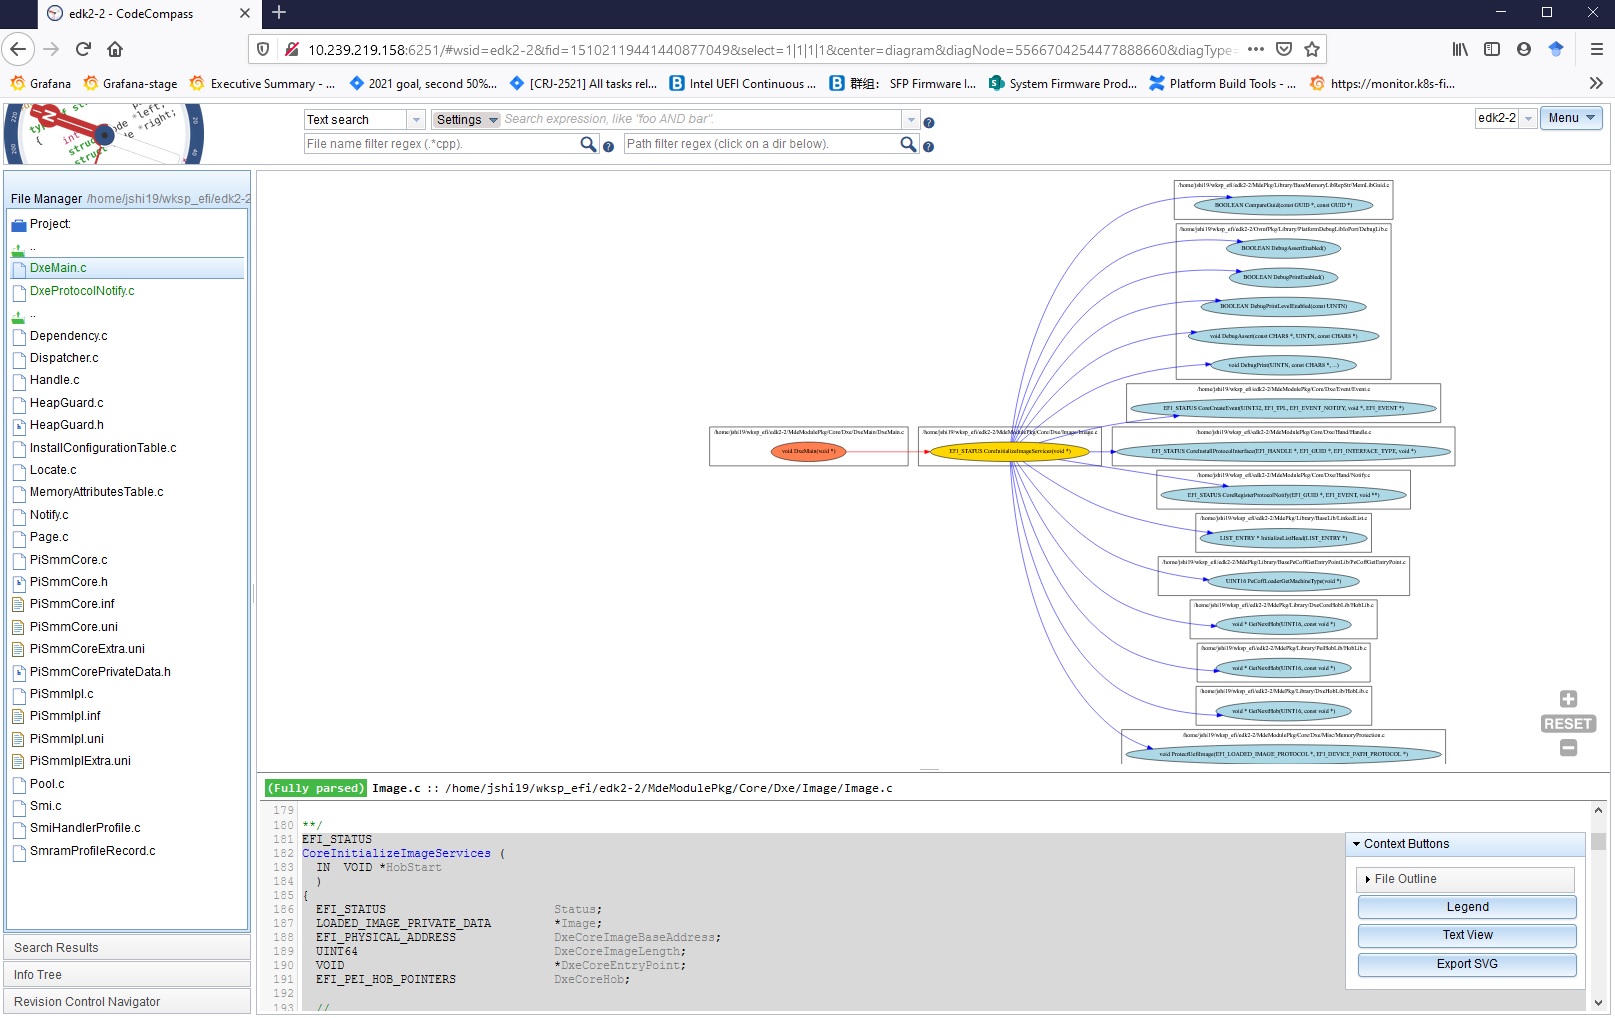 edk2-2 - CodeCompass
10.239.219.158:6251/#wsid=edk2-2&fid=15102119441440877049&select=1|1|1|1&center=diagram&diagNode=5566704254477888660&diagType=
Grafana
Grafana-stage
Executive Summary - ...
2021 goal, second 50%...
[CRJ-2521] All tasks rel...
Intel UEFI Continuous ...
群组： SFP Firmware I...
System Firmware Prod...
Platform Build Tools - ...
https://monitor.k8s-fi...
Text search
Settings
Search expression, like "foo AND bar".
edk2-2
Menu
File name filter regex (.*cpp).
Path filter regex (click on a dir below).
File Manager /home/jshi19/wksp_efi/edk2-2
Project:
..
DxeMain.c
DxeProtocolNotify.c
..
Dependency.c
Dispatcher.c
Handle.c
HeapGuard.c
HeapGuard.h
InstallConfigurationTable.c
Locate.c
MemoryAttributesTable.c
Notify.c
Page.c
PiSmmCore.c
PiSmmCore.h
PiSmmCore.inf
PiSmmCore.uni
PiSmmCoreExtra.uni
PiSmmCorePrivateData.h
PiSmmIpl.c
PiSmmIpl.inf
PiSmmIpl.uni
PiSmmIplExtra.uni
Pool.c
Smi.c
SmiHandlerProfile.c
SmramProfileRecord.c
Search Results
Info Tree
Revision Control Navigator
/home/jshi19/wksp_efi/edk2-2/MdeModulePkg/Core/Dxe/DxeMain/DxeMain.c
void DxeMain(void *)
/home/jshi19/wksp_efi/edk2-2/MdeModulePkg/Core/Dxe/Image/Image.c
EFI_STATUS CoreInitializeImageServices(void *)
/home/jshi19/wksp_efi/edk2-2/MdePkg/Library/BaseMemoryLibRepStr/MemLibGuid.c
BOOLEAN CompareGuid(const GUID *, const GUID *)
/home/jshi19/wksp_efi/edk2-2/OvmfPkg/Library/PlatformDebugLibIoPort/DebugLib.c
BOOLEAN DebugAssertEnabled()
BOOLEAN DebugPrintEnabled()
BOOLEAN DebugPrintLevelEnabled(const UINTN)
void DebugAssert(const CHAR8 *, UINTN, const CHAR8 *)
void DebugPrint(UINTN, const CHAR8 *, ...)
/home/jshi19/wksp_efi/edk2-2/MdeModulePkg/Core/Dxe/Event/Event.c
EFI_STATUS CoreCreateEvent(UINT32, EFI_TPL, EFI_EVENT_NOTIFY, void *, EFI_EVENT *)
/home/jshi19/wksp_efi/edk2-2/MdeModulePkg/Core/Dxe/Hand/Handle.c
EFI_STATUS CoreInstallProtocolInterface(EFI_HANDLE *, EFI_GUID *, EFI_INTERFACE_TYPE, void *)
/home/jshi19/wksp_efi/edk2-2/MdeModulePkg/Core/Dxe/Hand/Notify.c
EFI_STATUS CoreRegisterProtocolNotify(EFI_GUID *, EFI_EVENT, void **)
/home/jshi19/wksp_efi/edk2-2/MdePkg/Library/BaseLib/LinkedList.c
LIST_ENTRY * InitializeListHead(LIST_ENTRY *)
/home/jshi19/wksp_efi/edk2-2/MdePkg/Library/BasePeCoffGetEntryPointLib/PeCoffGetEntryPoint.c
UINT16 PeCoffLoaderGetMachineType(void *)
/home/jshi19/wksp_efi/edk2-2/MdePkg/Library/DxeCoreHobLib/HobLib.c
void * GetNextHob(UINT16, const void *)
/home/jshi19/wksp_efi/edk2-2/MdePkg/Library/PeiHobLib/HobLib.c
void * GetNextHob(UINT16, const void *)
/home/jshi19/wksp_efi/edk2-2/MdePkg/Library/DxeHobLib/HobLib.c
void * GetNextHob(UINT16, const void *)
/home/jshi19/wksp_efi/edk2-2/MdeModulePkg/Core/Dxe/Misc/MemoryProtection.c
void ProtectUefiImage(EFI_LOADED_IMAGE_PROTOCOL *, EFI_DEVICE_PATH_PROTOCOL *)
RESET
(Fully parsed) Image.c :: /home/jshi19/wksp_efi/edk2-2/MdeModulePkg/Core/Dxe/Image/Image.c
179
180 **/
181 EFI_STATUS
182 CoreInitializeImageServices (
183 IN VOID *HobStart
184 )
185 {
186 EFI_STATUS Status;
187 LOADED_IMAGE_PRIVATE_DATA *Image;
188 EFI_PHYSICAL_ADDRESS DxeCoreImageBaseAddress;
189 UINT64 DxeCoreImageLength;
190 VOID *DxeCoreEntryPoint;
191 EFI_PEI_HOB_POINTERS DxeCoreHob;
192
193 //
Context Buttons
File Outline
Legend
Text View
Export SVG